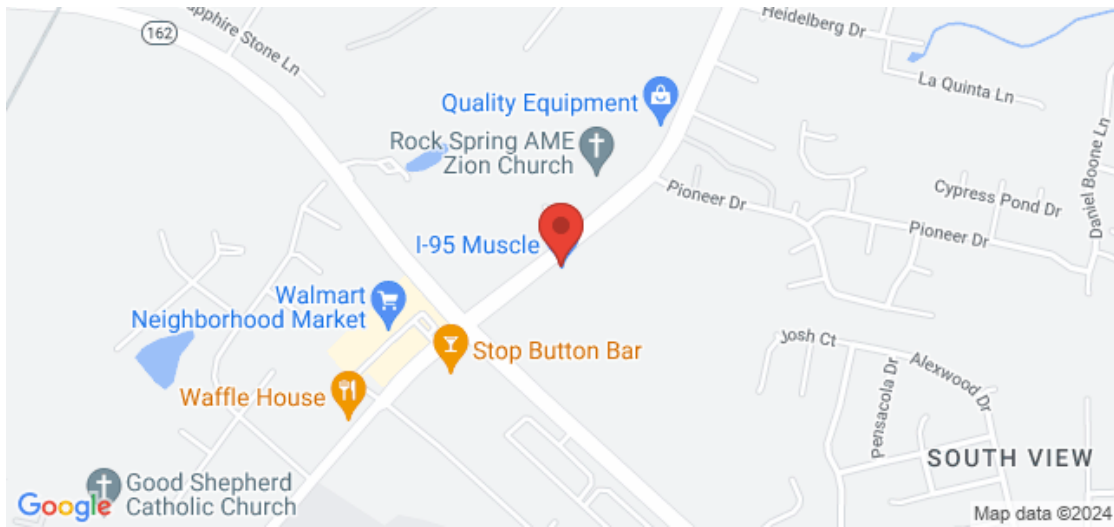 162
Sapphire Stone Ln
Heidelberg Dr
La Quinta Ln
Quality Equipment
Rock Spring AME
Zion Church
Pioneer Dr
Cypress Pond Dr
Daniel Boone Ln
Pioneer Dr
I-95 Muscle
Walmart
Neighborhood Market
Stop Button Bar
Josh Ct
Alexwood Dr
Pensacola Dr
Waffle House
SOUTH VIEW
Good Shepherd
Catholic Church
Google
Map data ©2024